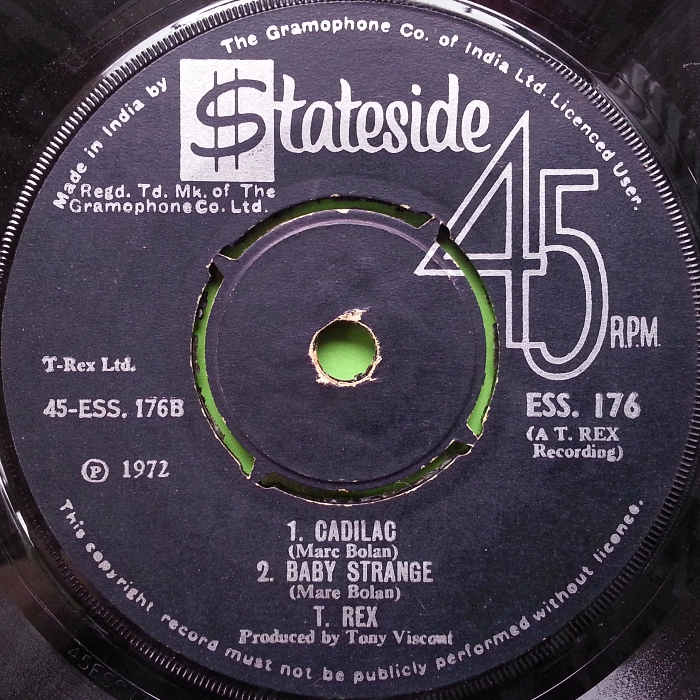 Made in India by The Gramophone Co. of India Ltd. Licenced User.
$tateside
Regd. Td. Mk. of The
Gramophone Co. Ltd.
45
R.P.M.
T-Rex Ltd.
45-ESS. 176B
℗ 1972
ESS. 176
(A T. REX
Recording)
1. CADILAC
(Marc Bolan)
2. BABY STRANGE
(Mare Bolan)
T. REX
Produced by Tony Viscont
This copyright record must not be publicly performed without licence.